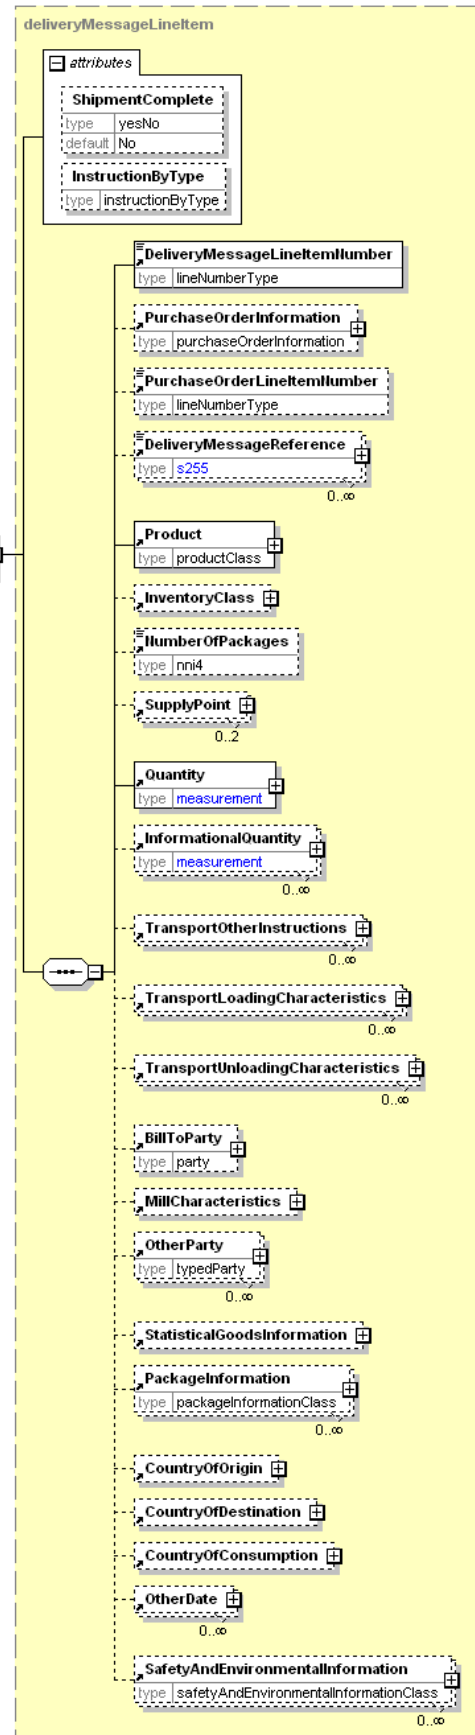 deliveryMessageLineItem
attributes
ShipmentComplete
type yesNo
default No
InstructionByType
type instructionByType
DeliveryMessageLineItemNumber
type lineNumberType
PurchaseOrderInformation
type purchaseOrderInformation
PurchaseOrderLineItemNumber
type lineNumberType
DeliveryMessageReference
type s255
0..∞
Product
type productClass
InventoryClass
NumberOfPackages
type nni4
SupplyPoint
0..2
Quantity
type measurement
InformationalQuantity
type measurement
0..∞
TransportOtherInstructions
0..∞
TransportLoadingCharacteristics
0..∞
TransportUnloadingCharacteristics
0..∞
BillToParty
type party
MillCharacteristics
OtherParty
type typedParty
0..∞
StatisticalGoodsInformation
PackageInformation
type packageInformationClass
0..∞
CountryOfOrigin
CountryOfDestination
CountryOfConsumption
OtherDate
0..∞
SafetyAndEnvironmentalInformation
type safetyAndEnvironmentalInformationClass
0..∞